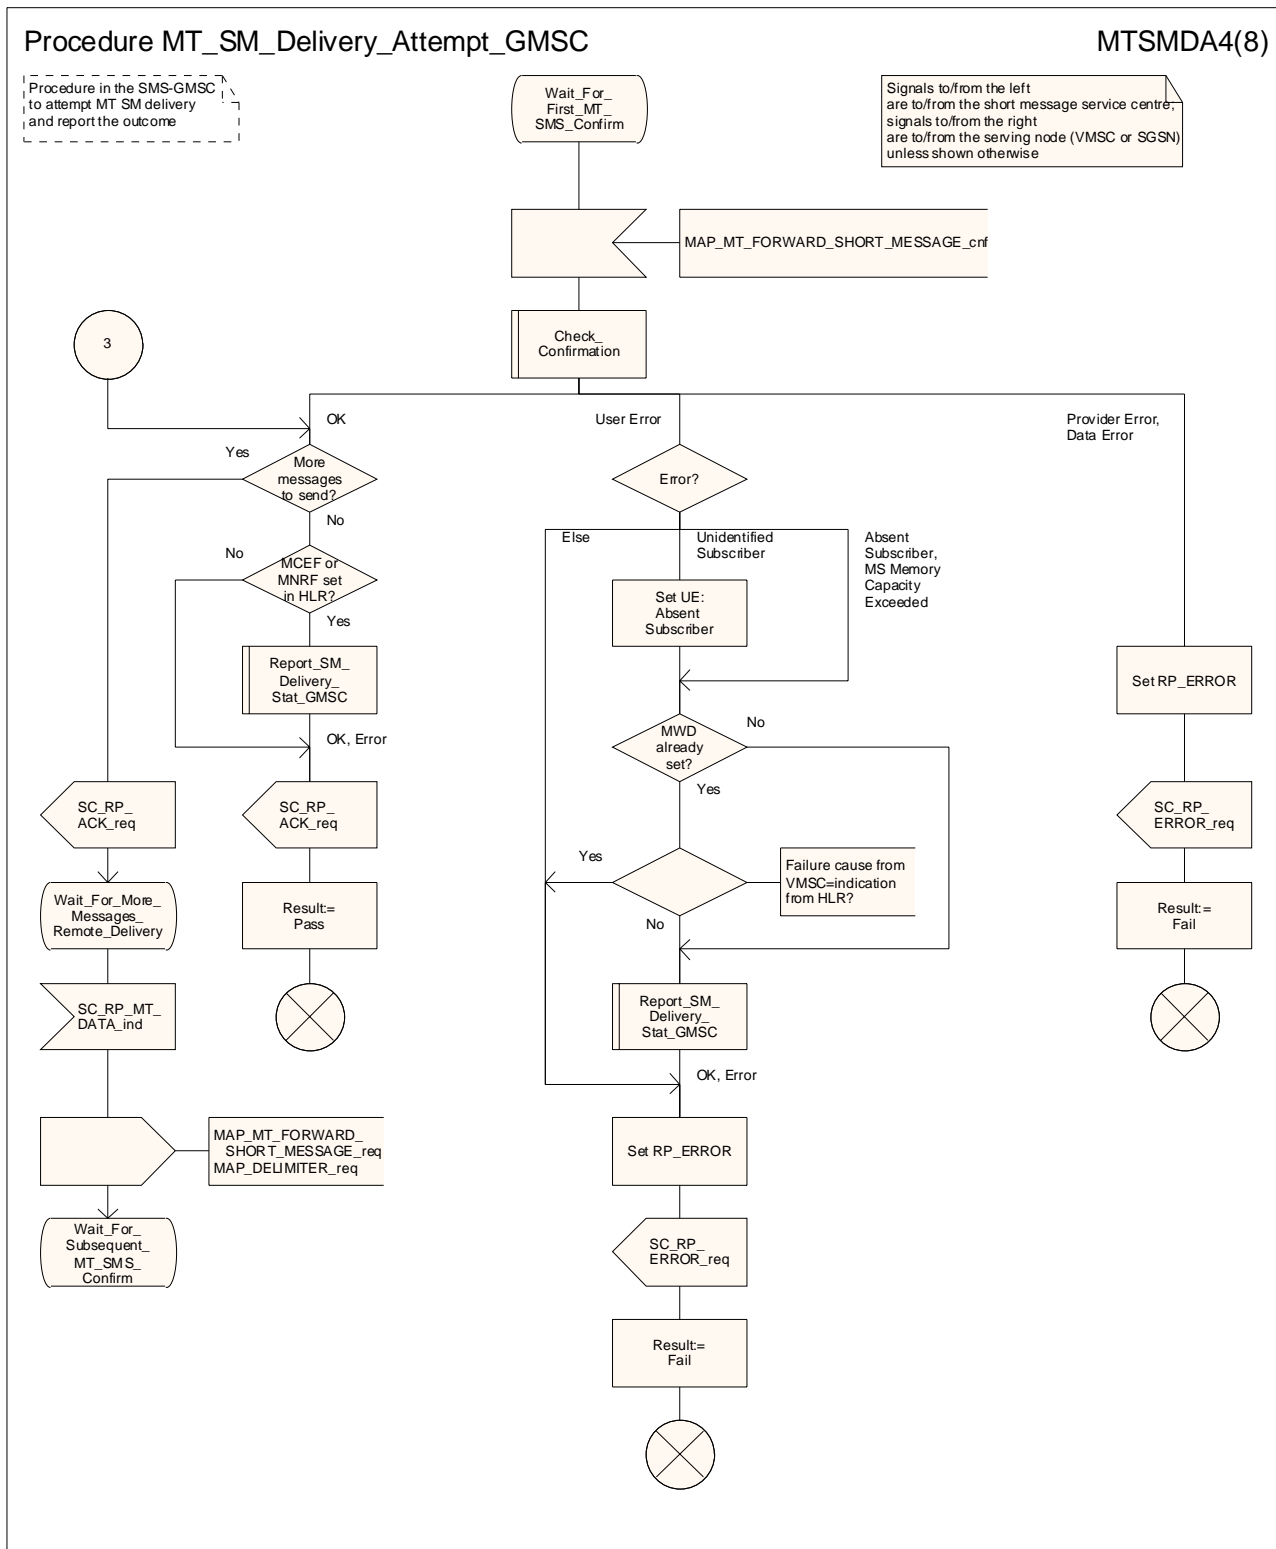 Procedure MT_SM_Delivery_Attempt_GMSC
MTSMDA4(8)
Procedure in the SMS-GMSC
to attempt MT SM delivery
and report the outcome
Wait_For_
First_MT_
SMS_Confirm
Signals to/from the left
are to/from the short message service centre;
signals to/from the right
are to/from the serving node (VMSC or SGSN)
unless shown otherwise
MAP_MT_FORWARD_SHORT_MESSAGE_cnf
Check_
Confirmation
3
OK
User Error
Provider Error,
Data Error
Yes
More
messages
to send?
Error?
No
Else
Unidentified
Subscriber
Absent
Subscriber,
MS Memory
Capacity
Exceeded
No
MCEF or
MNRF set
in HLR?
Yes
Set UE:
Absent
Subscriber
Report_SM_
Delivery_
Stat_GMSC
Set RP_ERROR
OK, Error
MWD
already
set?
No
Yes
SC_RP_
ACK_req
SC_RP_
ACK_req
SC_RP_
ERROR_req
Yes
Failure cause from
VMSC=indication
from HLR?
No
Wait_For_More_
Messages_
Remote_Delivery
Result:=
Pass
Result:=
Fail
SC_RP_MT_
DATA_ind
Report_SM_
Delivery_
Stat_GMSC
OK, Error
MAP_MT_FORWARD_
SHORT_MESSAGE_req
MAP_DELIMITER_req
Set RP_ERROR
Wait_For_
Subsequent_
MT_SMS_
Confirm
SC_RP_
ERROR_req
Result:=
Fail